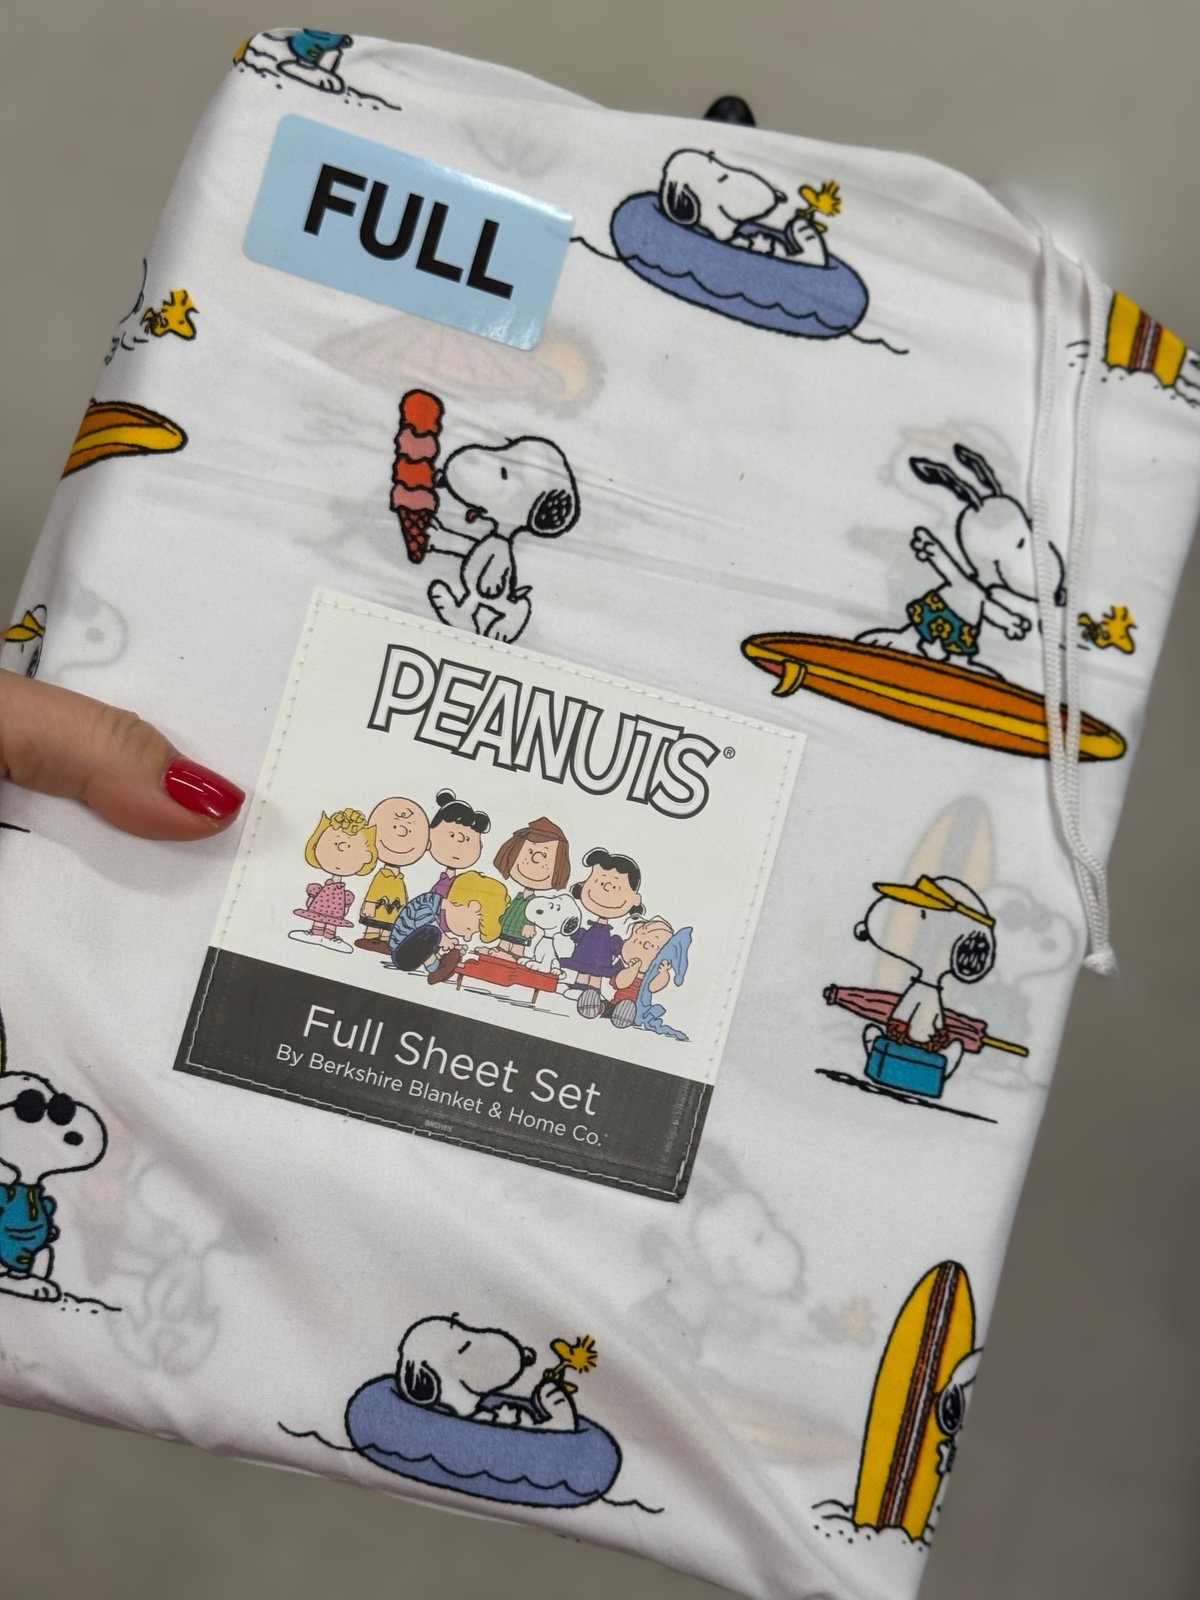 FULL
PEANUTS®
Full Sheet Set
By Berkshire Blanket & Home Co.